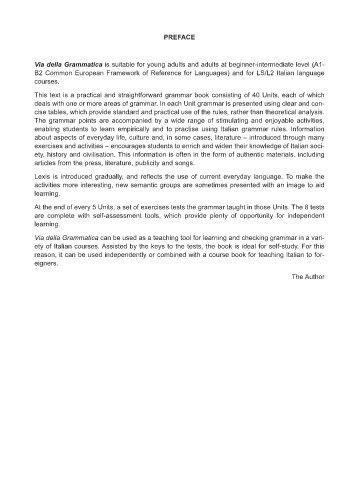 PREFACE
Via della Grammatica is suitable for young adults and adults at beginner-intermediate level (A1-
B2 Common European Framework of Reference for Languages) and for LS/L2 Italian language
courses.
This text is a practical and straightforward grammar book consisting of 40 Units, each of which
deals with one or more areas of grammar. In each Unit grammar is presented using clear and con-
cise tables, which provide standard and practical use of the rules, rather than theoretical analysis.
The grammar points are accompanied by a wide range of stimulating and enjoyable activities,
enabling students to learn empirically and to practise using Italian grammar rules. Information
about aspects of everyday life, culture and, in some cases, literature – introduced through many
exercises and activities – encourages students to enrich and widen their knowledge of Italian soci-
ety, history and civilisation. This information is often in the form of authentic materials, including
articles from the press, literature, publicity and songs.
Lexis is introduced gradually, and reflects the use of current everyday language. To make the
activities more interesting, new semantic groups are sometimes presented with an image to aid
learning.
At the end of every 5 Units, a set of exercises tests the grammar taught in those Units. The 8 tests
are complete with self-assessment tools, which provide plenty of opportunity for independent
learning.
Via della Grammatica can be used as a teaching tool for learning and checking grammar in a vari-
ety of Italian courses. Assisted by the keys to the tests, the book is ideal for self-study. For this
reason, it can be used independently or combined with a course book for teaching Italian to for-
eigners.
The Author